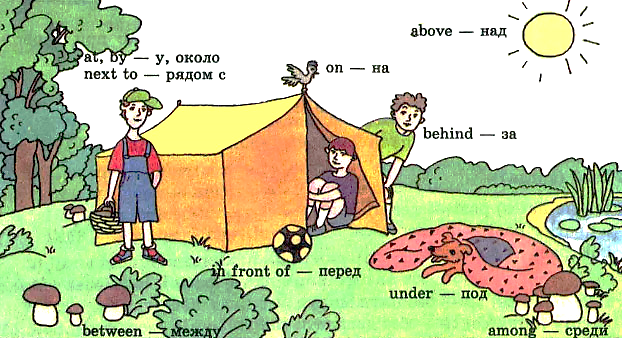 above — над
at, by — у, около
next to — рядом с
on — на
behind — за
in front of — перед
under — под
between — между
among — среди